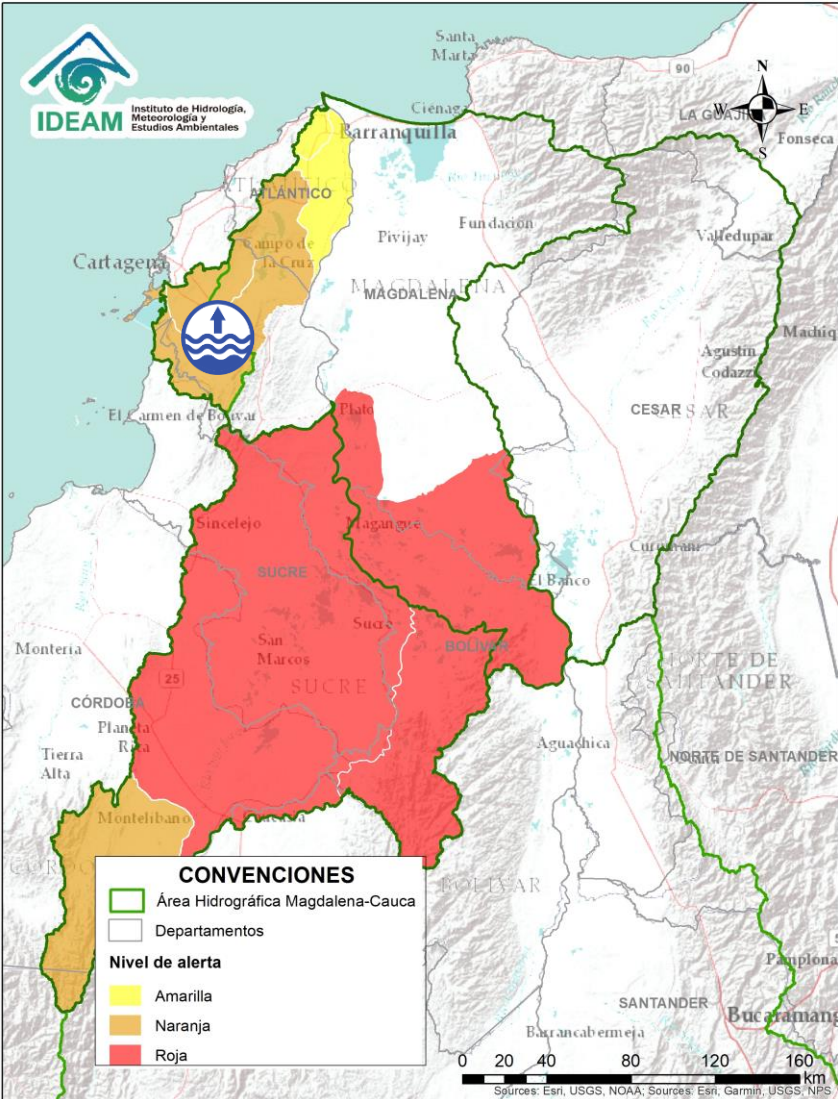 IDEAM
Instituto de Hidrología,
Meteorología y
Estudios Ambientales
Santa
Marta
90
N
W
E
S
LA GUAJIRA
Fonseca
Ciénaga
Barranquilla
ATLÁNTICO
Pivijay
Fundación
Valledupar
Campo de
la Cruz
Cartagena
MAGDALENA
MAGDALENA
Agustín
Codazzi
CESAR
CESAR
El Carmen de Bolívar
Plato
Sincelejo
Magangué
Curumaní
El Banco
SUCRE
Sucre
San
Marcos
BOLÍVAR
Montería
25
SUCRE
NORTE DE
SANTANDER
CÓRDOBA
Planeta
Rica
Aguachica
Tierra
Alta
NORTE DE SANTANDER
Montelíbano
BOLÍVAR
CONVENCIONES
Área Hidrográfica Magdalena-Cauca
Departamentos
Nivel de alerta
Amarilla
Naranja
Roja
Pamplona
SANTANDER
Bucaramang
Barrancabermeja
0 20 40 80 120 160
km
Sources: Esri, USGS, NOAA; Sources: Esri, Garmin, USGS, NPS